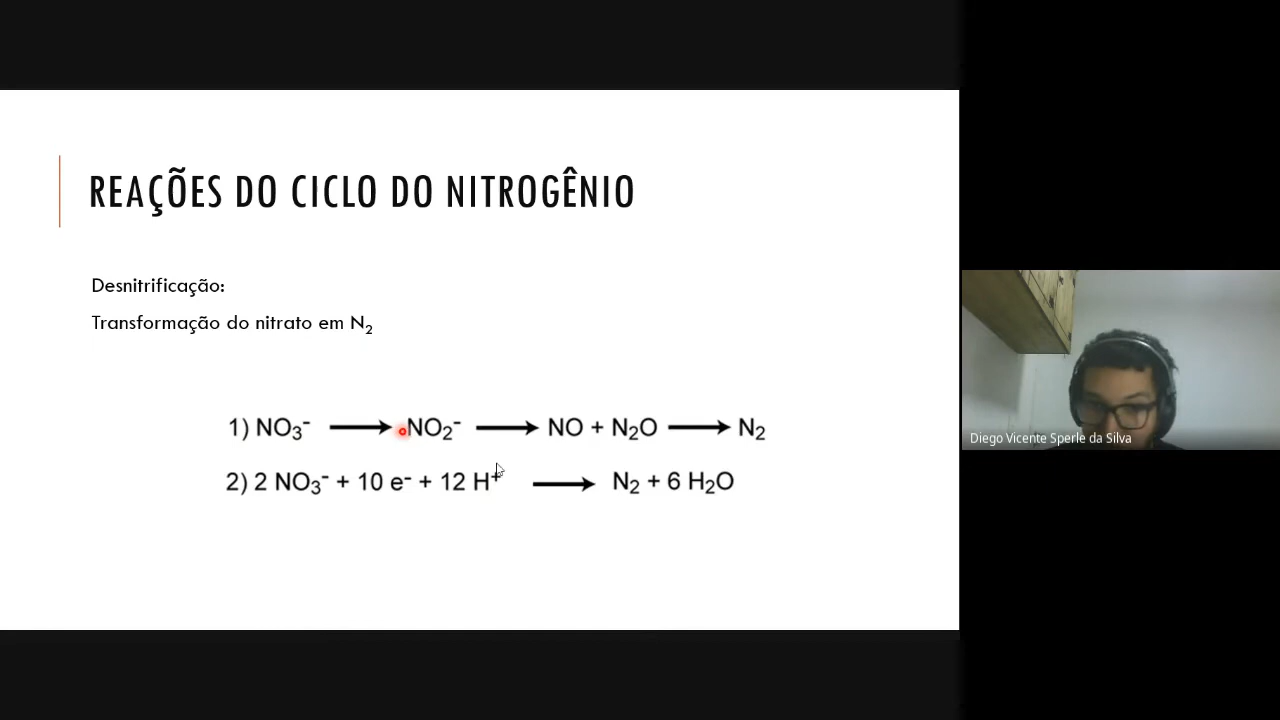 REAÇÕES DO CICLO DO NITROGÊNIO
Desnitrificação:
Transformação do nitrato em N₂
1) NO₃⁻ ⟶ NO₂⁻ ⟶ NO + N₂O ⟶ N₂
2) 2 NO₃⁻ + 10 e⁻ + 12 H⁺ ⟶ N₂ + 6 H₂O
Diego Vicente Sperle da Silva